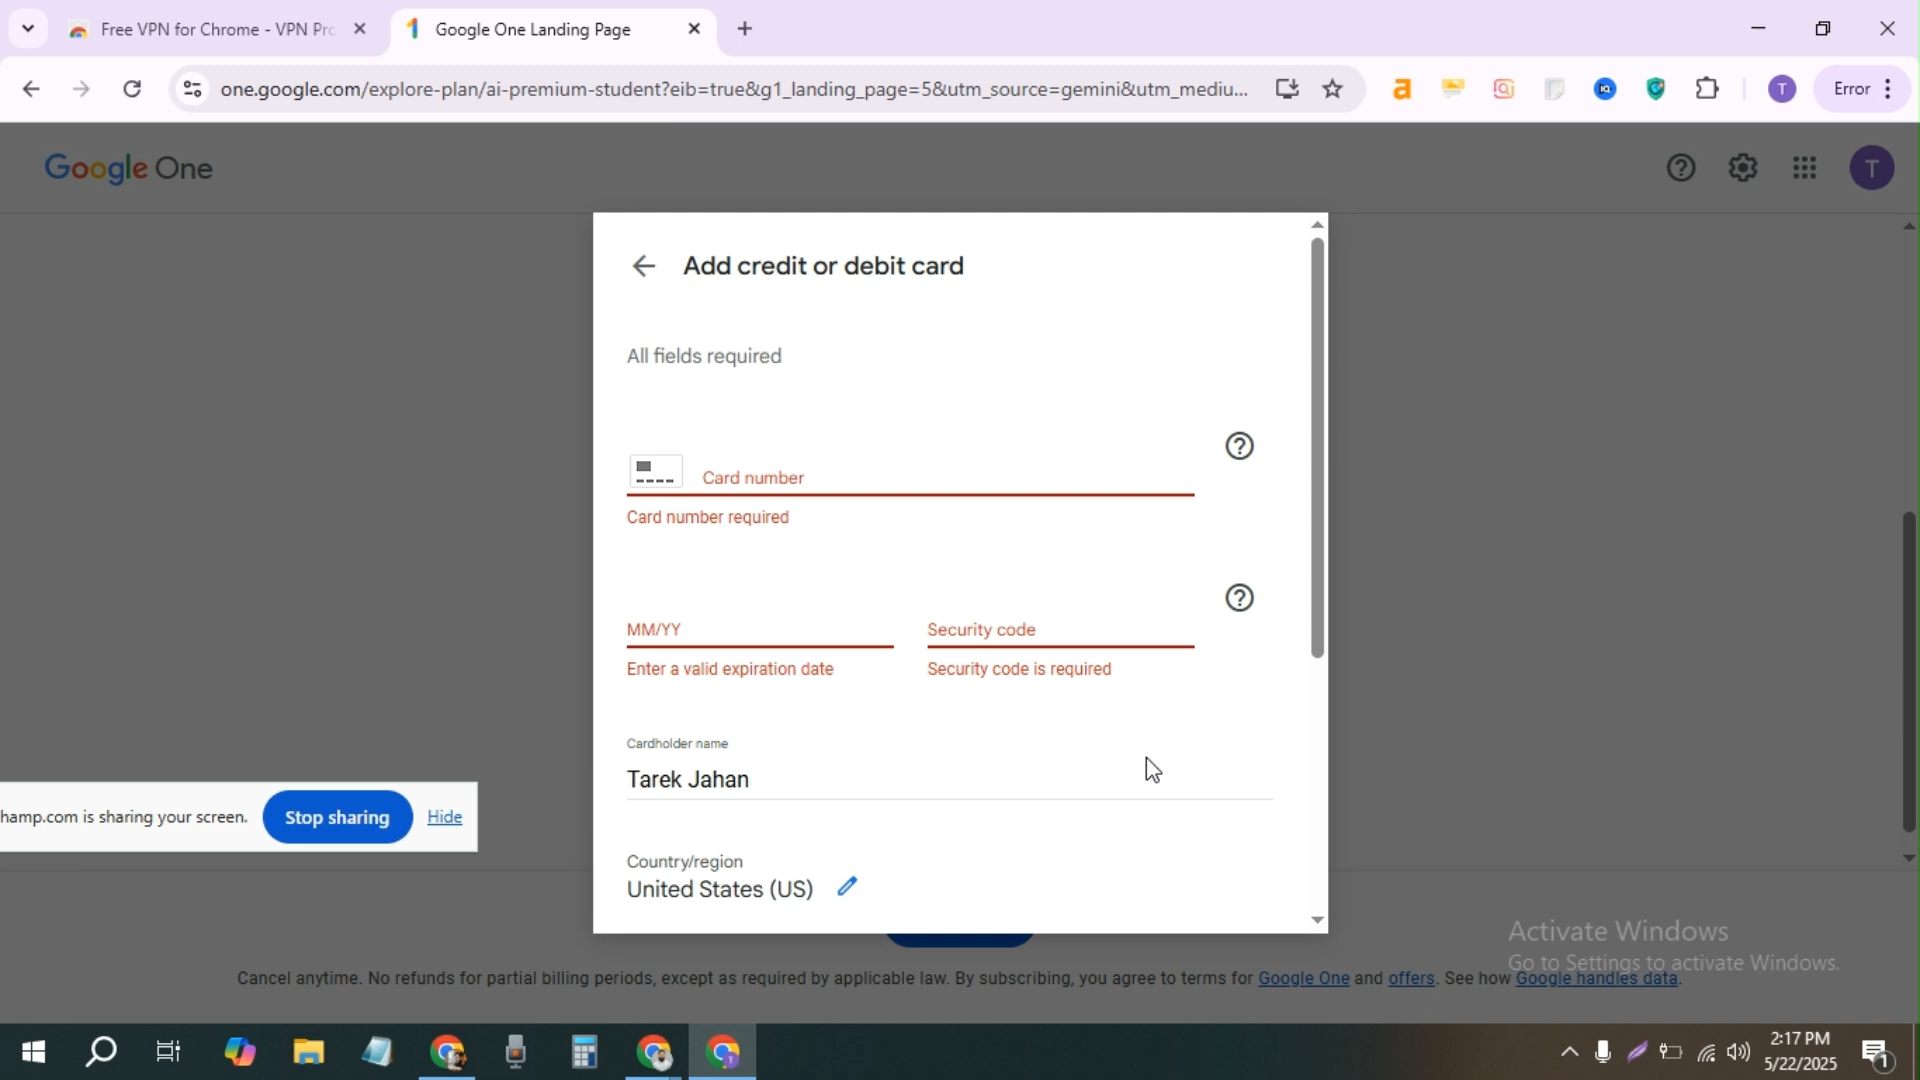 Free VPN for Chrome - VPN Pro
Google One Landing Page
one.google.com/explore-plan/ai-premium-student?eib=true&g1_landing_page=5&utm_source=gemini&utm_mediu...
Error
T
Google One
T
Add credit or debit card
All fields required
Card number
Card number required
MM/YY
Security code
Enter a valid expiration date
Security code is required
Cardholder name
Tarek Jahan
hamp.com is sharing your screen.
Stop sharing
Hide
Country/region
United States (US)
Activate Windows
Go to Settings to activate Windows.
Cancel anytime. No refunds for partial billing periods, except as required by applicable law. By subscribing, you agree to terms for Google One and offers. See how Google handles data.
2:17 PM
5/22/2025
1